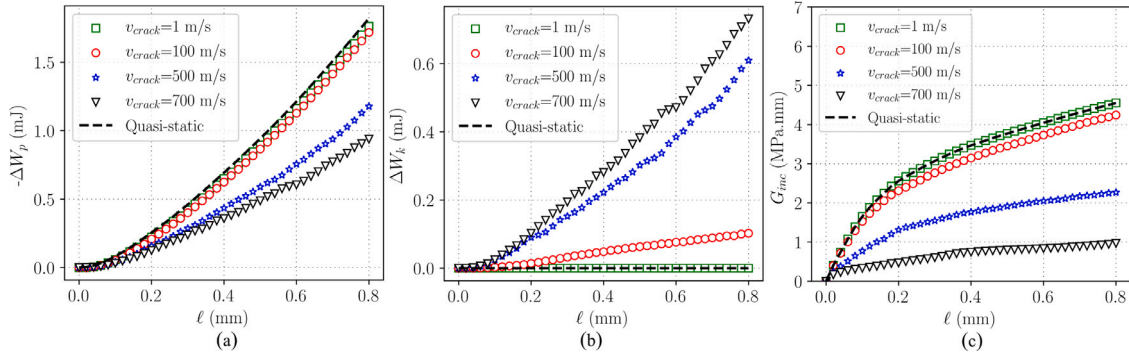 -ΔW_p (mJ)
1.5
1.0
0.5
0.0
v_crack=1 m/s
v_crack=100 m/s
v_crack=500 m/s
v_crack=700 m/s
Quasi-static
0.0 0.2 0.4 0.6 0.8
ℓ (mm)
(a)
ΔW_k (mJ)
0.6
0.4
0.2
0.0
v_crack=1 m/s
v_crack=100 m/s
v_crack=500 m/s
v_crack=700 m/s
Quasi-static
0.0 0.2 0.4 0.6 0.8
ℓ (mm)
(b)
G_inc (MPa.mm)
7
6
5
4
3
2
1
0
v_crack=1 m/s
v_crack=100 m/s
v_crack=500 m/s
v_crack=700 m/s
Quasi-static
0.0 0.2 0.4 0.6 0.8
ℓ (mm)
(c)